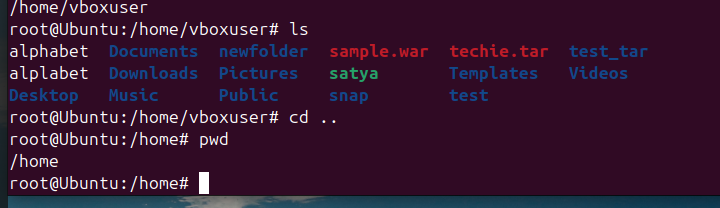 /home/vboxuser
root@Ubuntu:/home/vboxuser# ls
alphabet Documents newfolder sample.war techie.tar test_tar
alplabet Downloads Pictures satya Templates Videos
Desktop Music Public snap test
root@Ubuntu:/home/vboxuser# cd ..
root@Ubuntu:/home# pwd
/home
root@Ubuntu:/home#